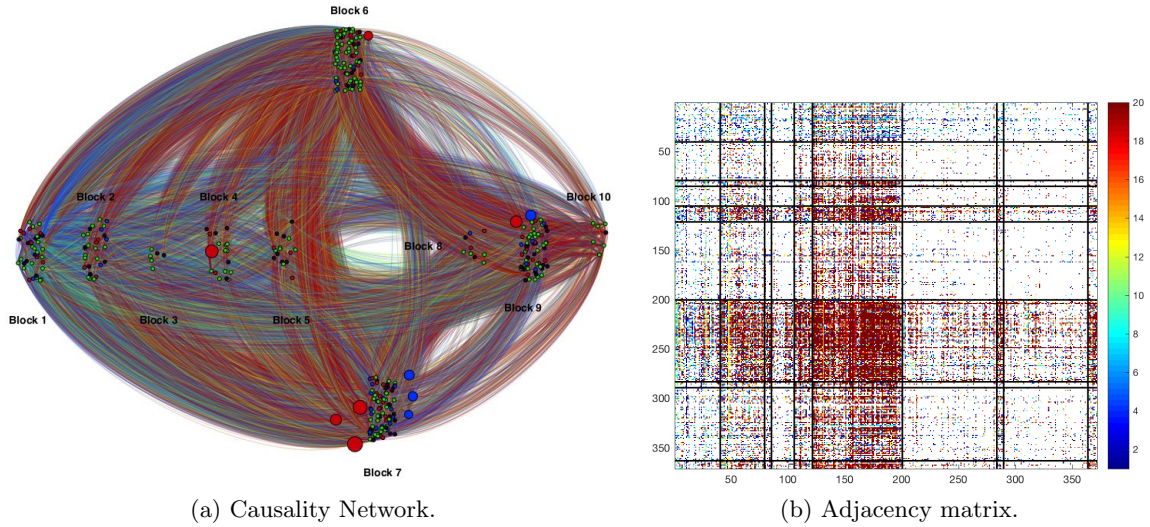 Block 6
Block 2
Block 4
Block 10
Block 8
Block 1
Block 3
Block 5
Block 9
Block 7
50
100
150
200
250
300
350
50 100 150 200 250 300 350
20
18
16
14
12
10
8
6
4
2
(a) Causality Network.
(b) Adjacency matrix.